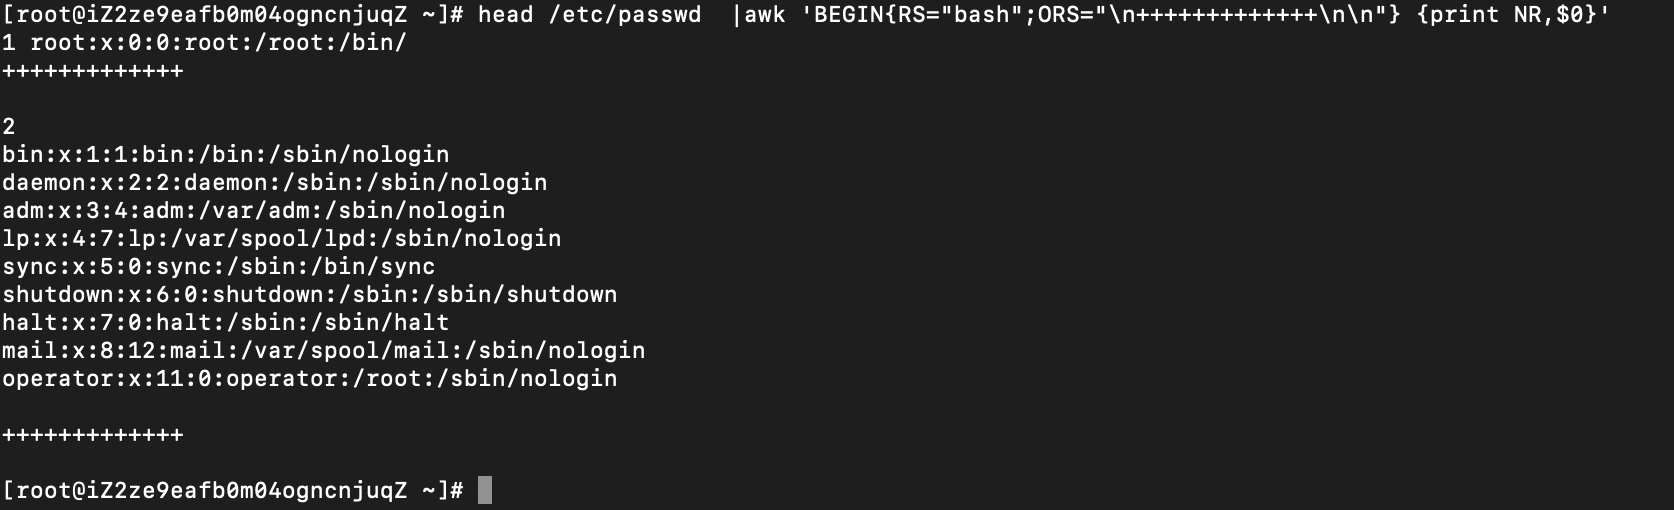 [root@iZ2ze9eafb0m04ogncnjuqZ ~]# head /etc/passwd  |awk 'BEGIN{RS="bash";ORS="\n+++++++++++++\n\n"} {print NR,$0}'
1 root:x:0:0:root:/root:/bin/
+++++++++++++
2
bin:x:1:1:bin:/bin:/sbin/nologin
daemon:x:2:2:daemon:/sbin:/sbin/nologin
adm:x:3:4:adm:/var/adm:/sbin/nologin
lp:x:4:7:lp:/var/spool/lpd:/sbin/nologin
sync:x:5:0:sync:/sbin:/bin/sync
shutdown:x:6:0:shutdown:/sbin:/sbin/shutdown
halt:x:7:0:halt:/sbin:/sbin/halt
mail:x:8:12:mail:/var/spool/mail:/sbin/nologin
operator:x:11:0:operator:/root:/sbin/nologin
+++++++++++++
[root@iZ2ze9eafb0m04ogncnjuqZ ~]#